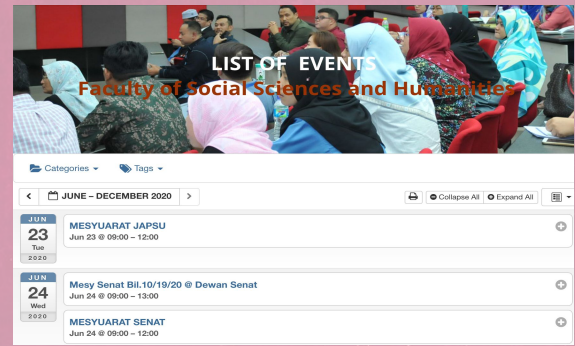 LIST OF EVENTS
Faculty of Social Sciences and Humanities
Categories Tags
JUNE – DECEMBER 2020
Collapse All Expand All
JUN
23
Tue
2020
MESYUARAT JAPSU
Jun 23 @ 09:00 – 12:00
JUN
24
Wed
2020
Mesy Senat Bil.10/19/20 @ Dewan Senat
Jun 24 @ 09:00 – 13:00
MESYUARAT SENAT
Jun 24 @ 09:00 – 12:00